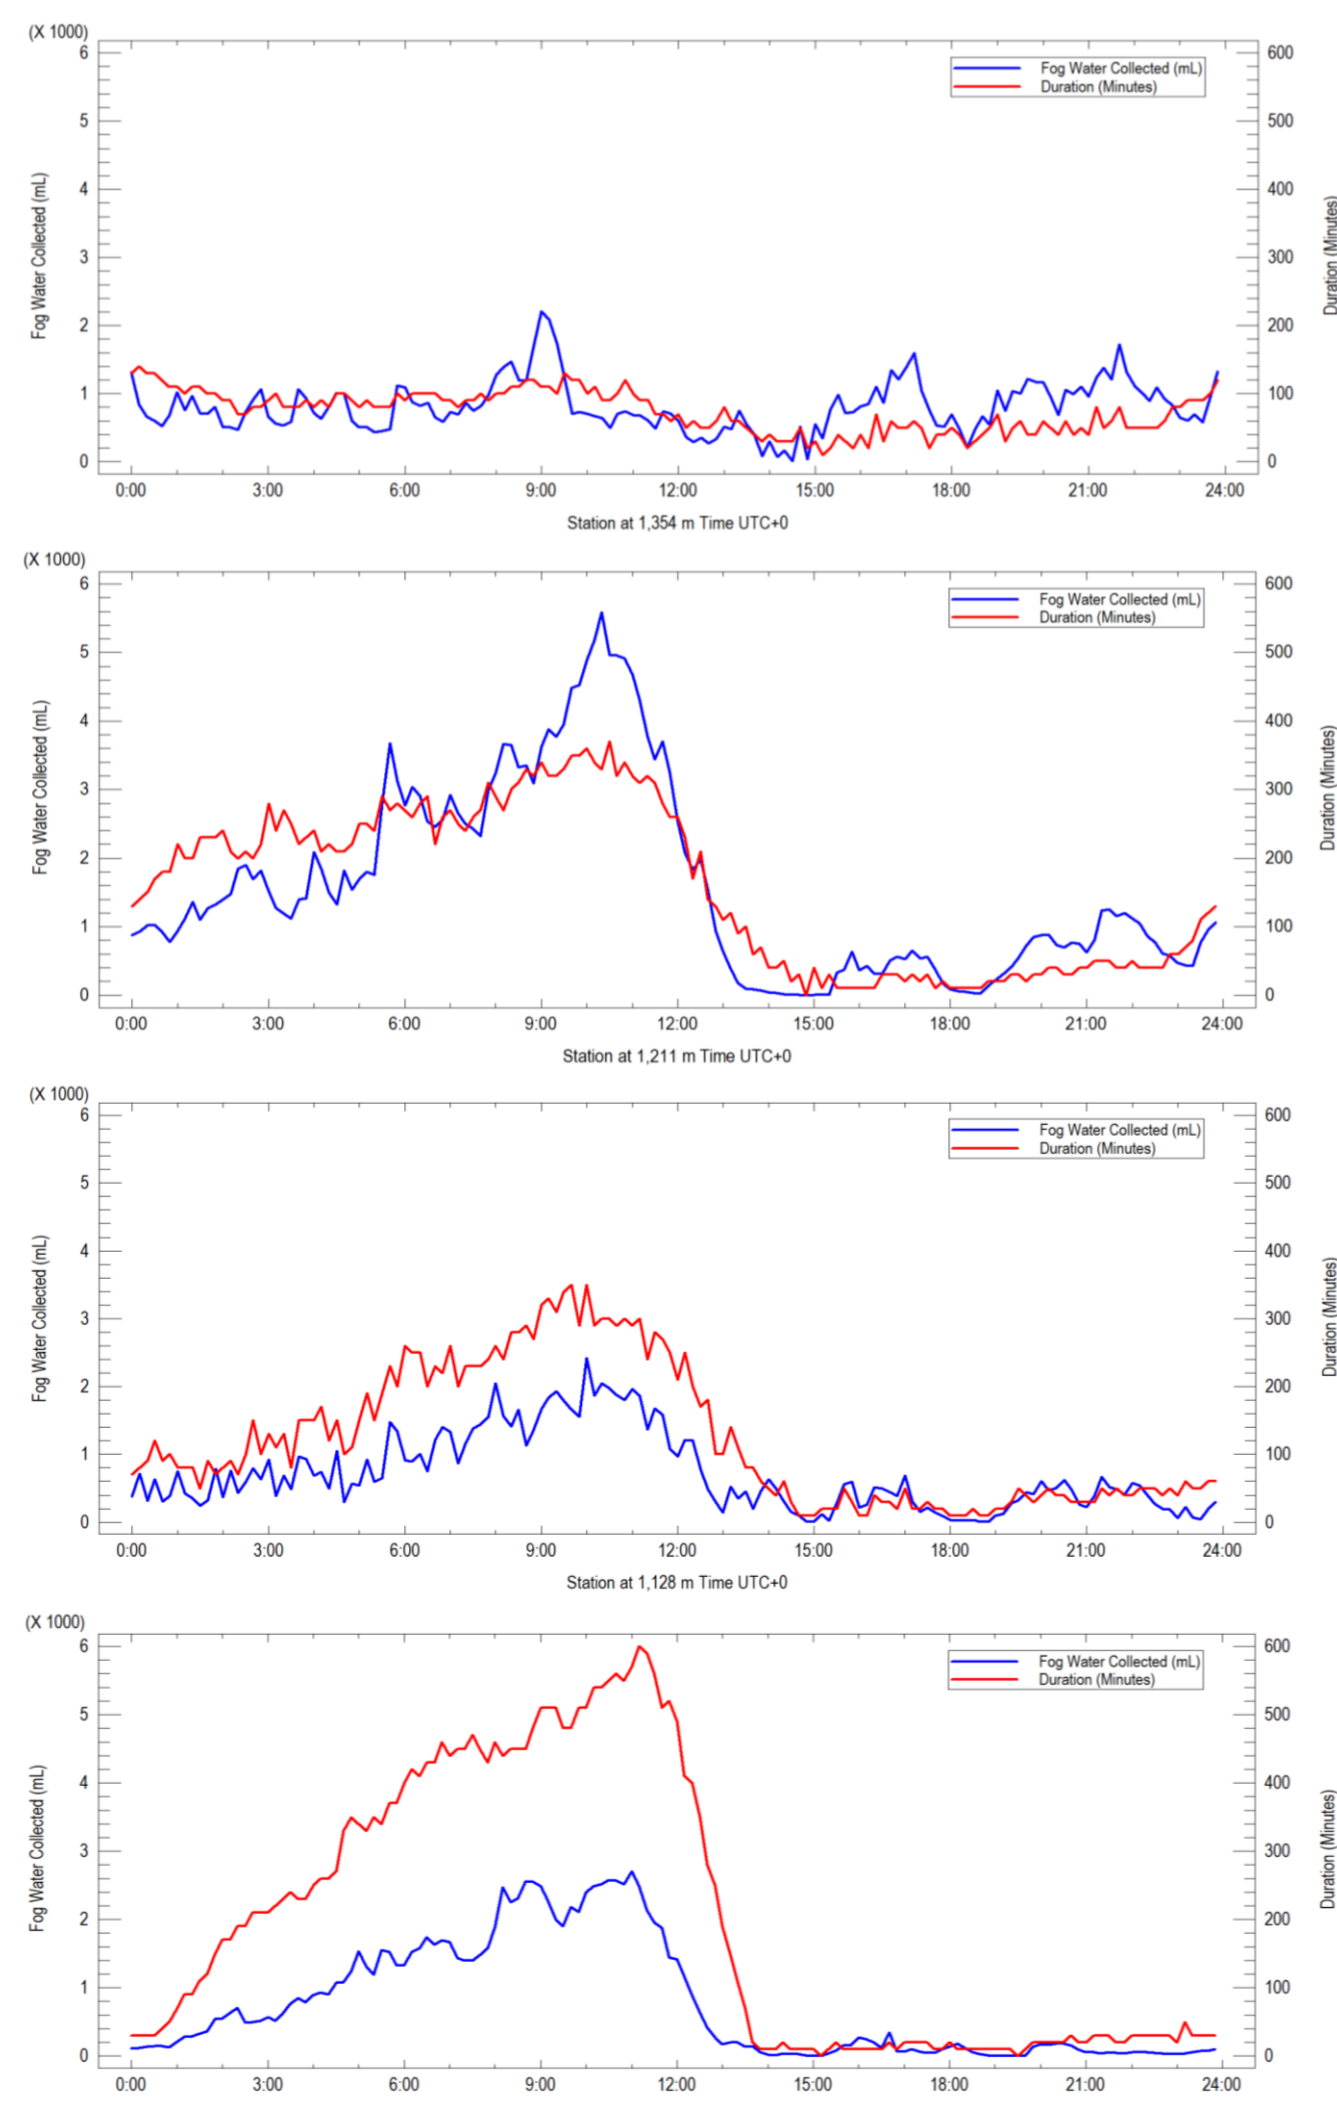 (X 1000)
Fog Water Collected (mL)
Duration (Minutes)
6
5
4
3
2
1
0
600
500
400
300
200
100
0
Fog Water Collected (mL)
Duration (Minutes)
0:00 3:00 6:00 9:00 12:00 15:00 18:00 21:00 24:00
Station at 1,354 m Time UTC+0
(X 1000)
Fog Water Collected (mL)
Duration (Minutes)
6
5
4
3
2
1
0
600
500
400
300
200
100
0
Fog Water Collected (mL)
Duration (Minutes)
0:00 3:00 6:00 9:00 12:00 15:00 18:00 21:00 24:00
Station at 1,211 m Time UTC+0
(X 1000)
Fog Water Collected (mL)
Duration (Minutes)
6
5
4
3
2
1
0
600
500
400
300
200
100
0
Fog Water Collected (mL)
Duration (Minutes)
0:00 3:00 6:00 9:00 12:00 15:00 18:00 21:00 24:00
Station at 1,128 m Time UTC+0
(X 1000)
Fog Water Collected (mL)
Duration (Minutes)
6
5
4
3
2
1
0
600
500
400
300
200
100
0
Fog Water Collected (mL)
Duration (Minutes)
0:00 3:00 6:00 9:00 12:00 15:00 18:00 21:00 24:00